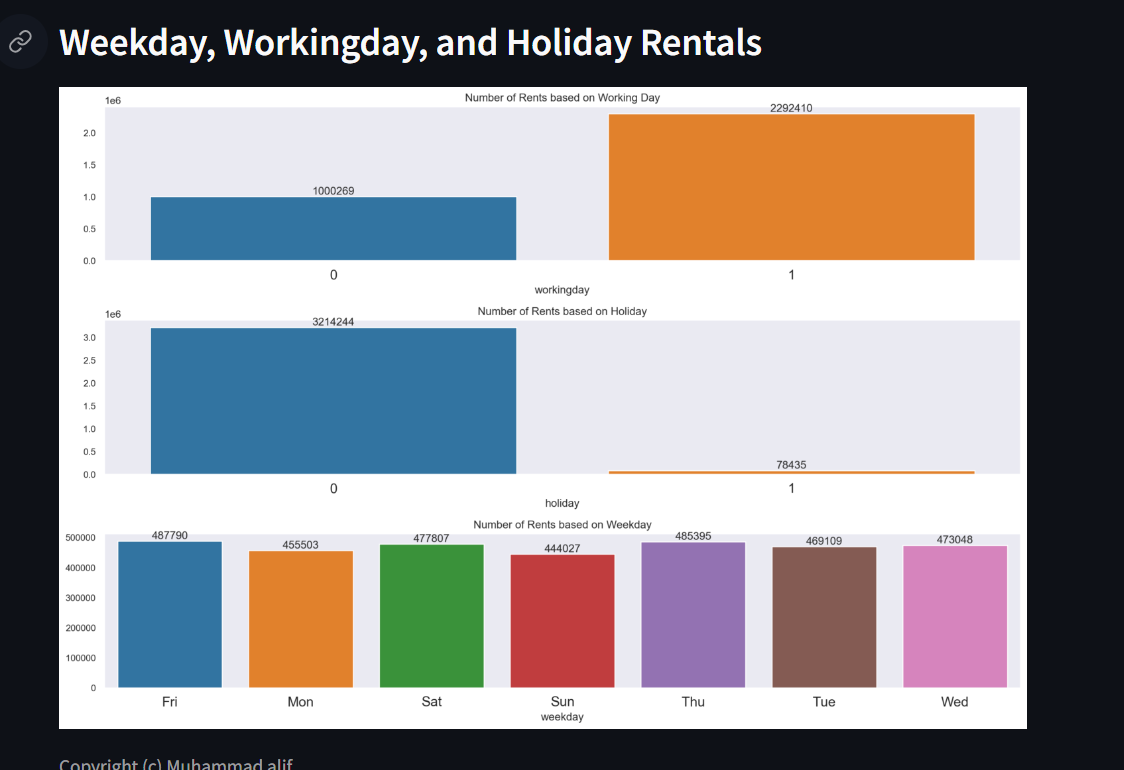 Weekday, Workingday, and Holiday Rentals
Number of Rents based on Working Day
1e6
2.0
1.5
1.0
0.5
0.0
1000269
2292410
0
1
workingday
Number of Rents based on Holiday
1e6
3.0
2.5
2.0
1.5
1.0
0.5
0.0
3214244
78435
0
1
holiday
Number of Rents based on Weekday
500000
400000
300000
200000
100000
0
487790
455503
477807
444027
485395
469109
473048
Fri
Mon
Sat
Sun
Thu
Tue
Wed
weekday
Copyright (c) Muhammad alif